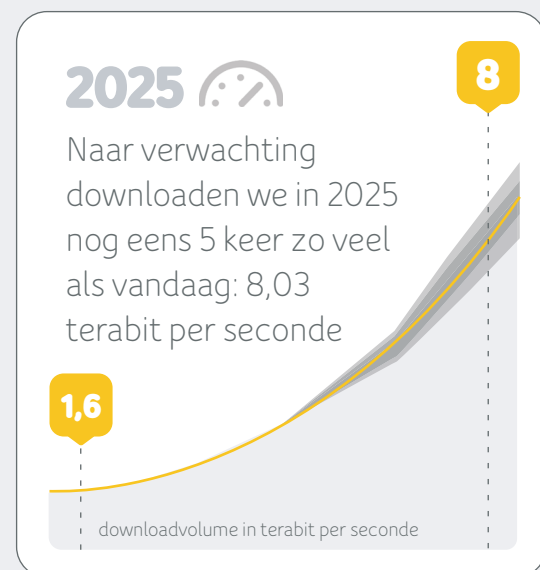 2025
8
Naar verwachting
downloaden we in 2025
nog eens 5 keer zo veel
als vandaag: 8,03
terabit per seconde
1,6
downloadvolume in terabit per seconde